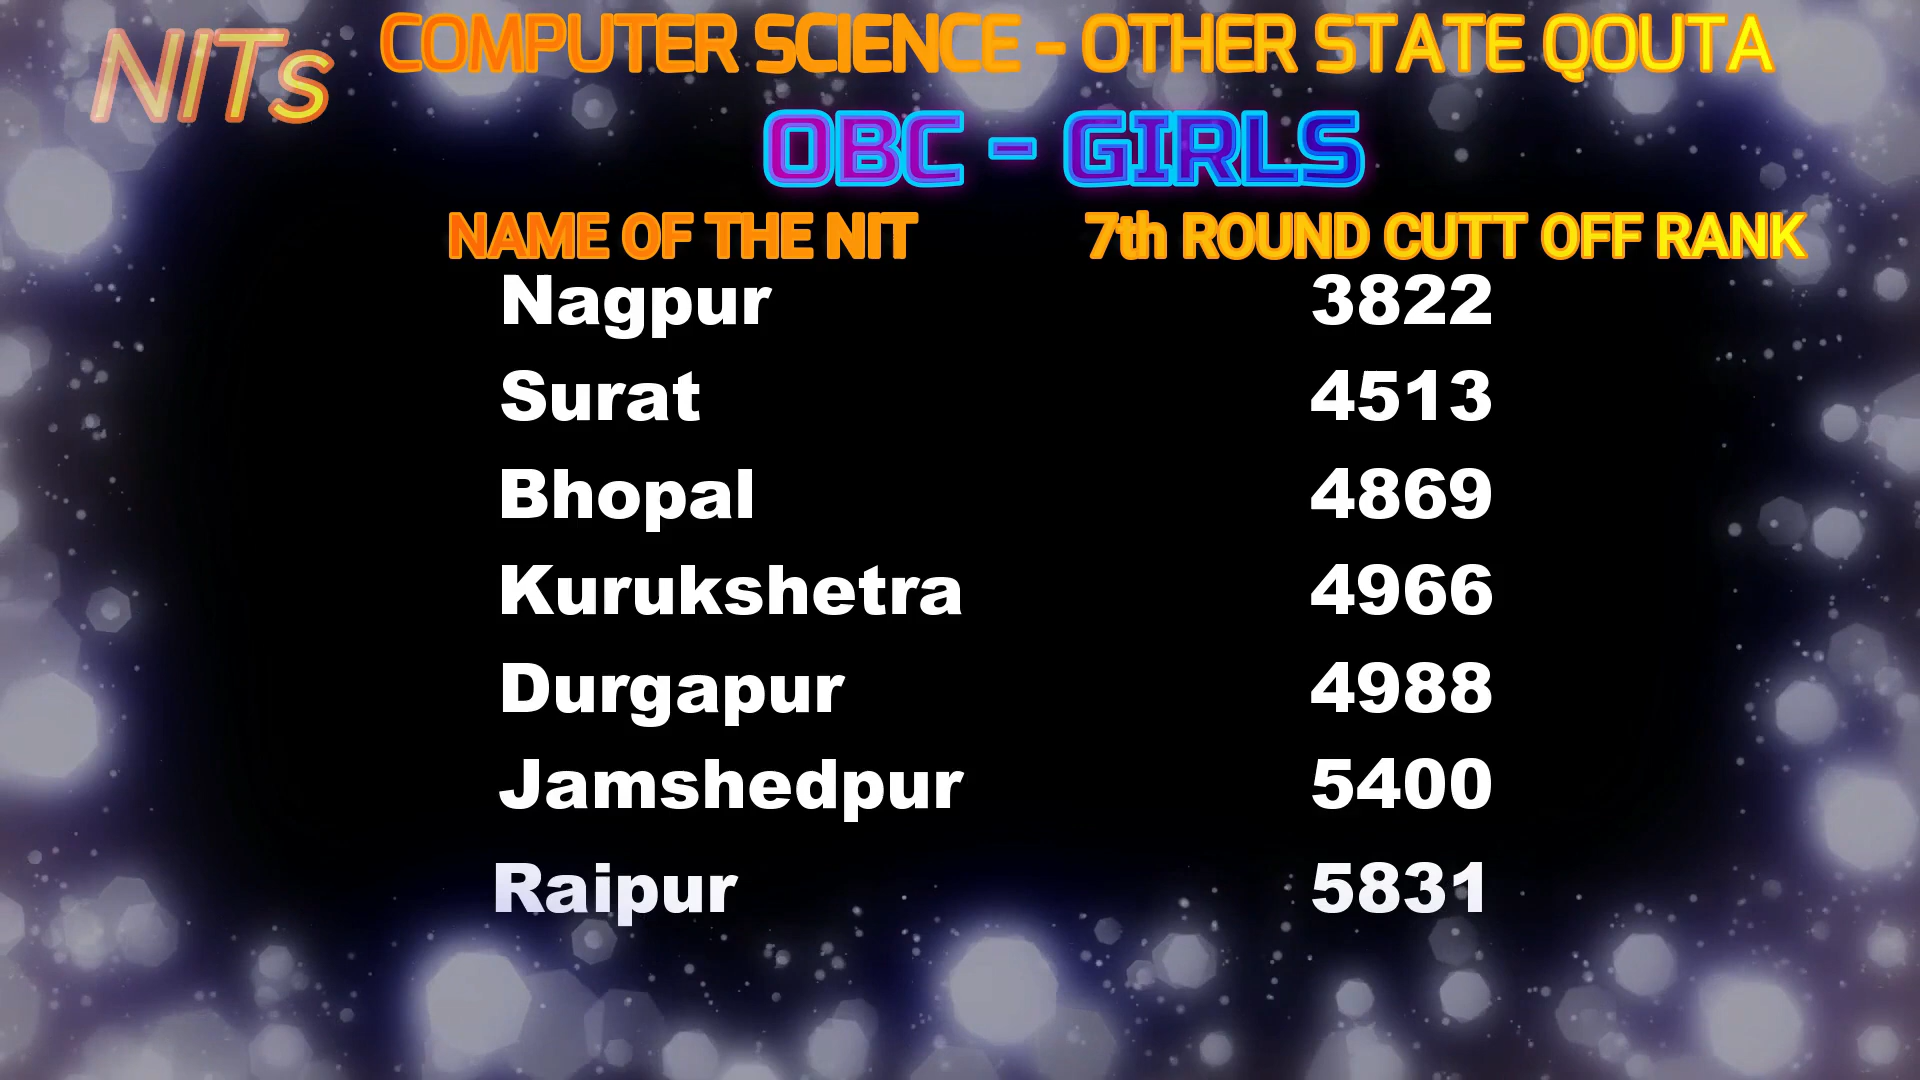 NITs
COMPUTER SCIENCE - OTHER STATE QOUTA
OBC - GIRLS
NAME OF THE NIT 7th ROUND CUTT OFF RANK
Nagpur 3822
Surat 4513
Bhopal 4869
Kurukshetra 4966
Durgapur 4988
Jamshedpur 5400
Raipur 5831